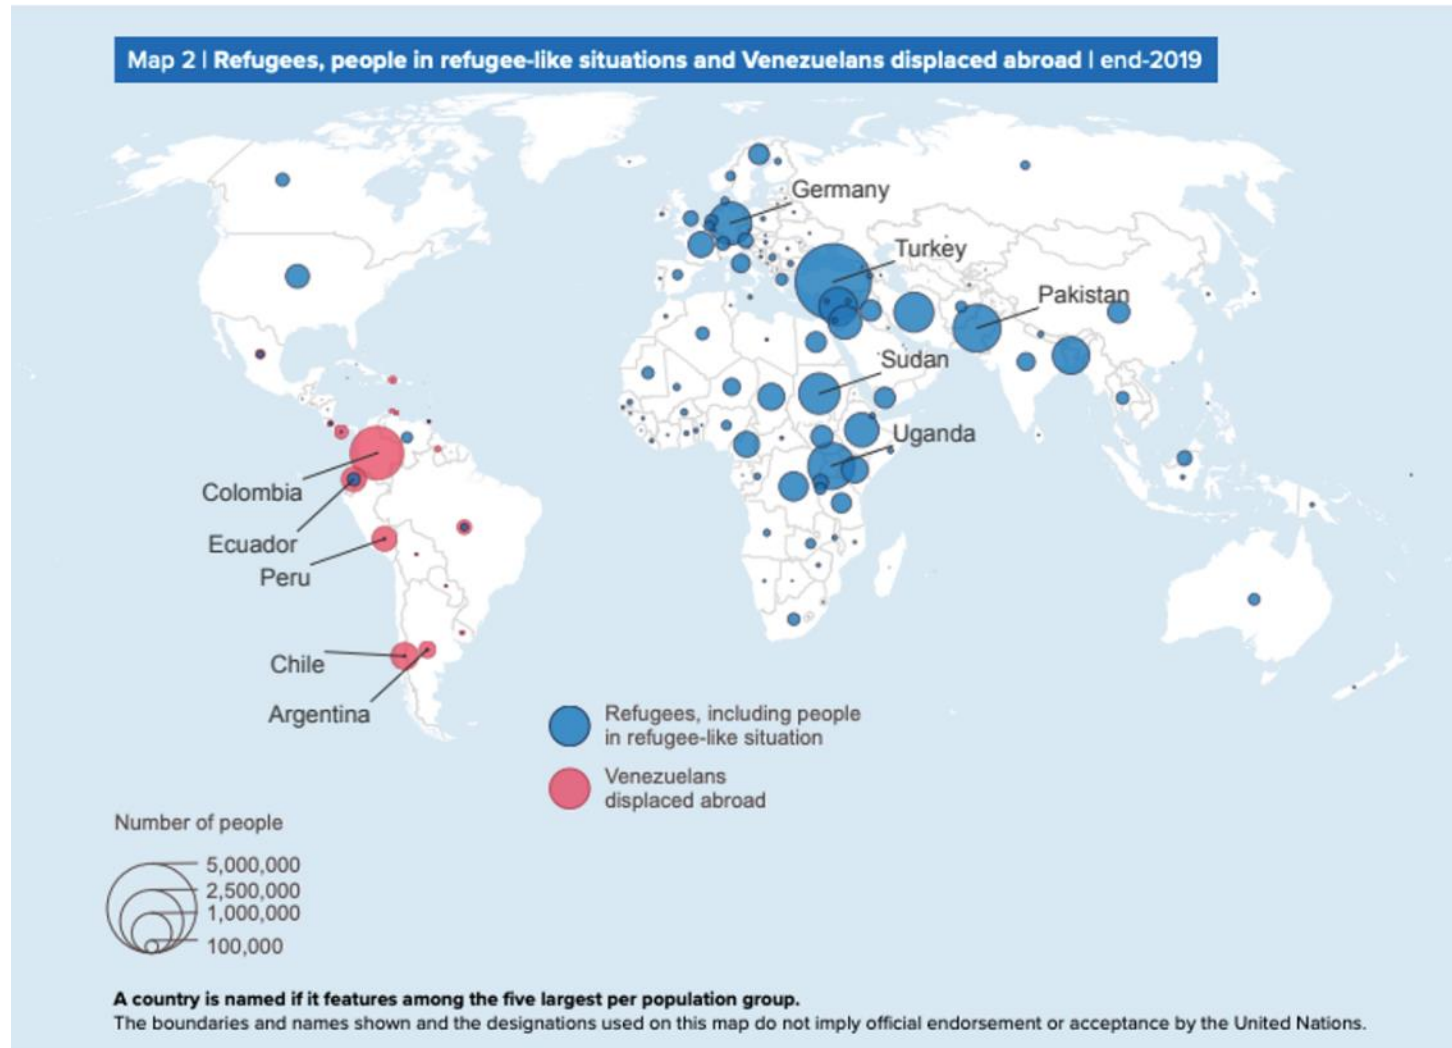 Map 2 | Refugees, people in refugee-like situations and Venezuelans displaced abroad | end-2019
Germany
Turkey
Pakistan
Sudan
Uganda
Colombia
Ecuador
Peru
Chile
Argentina
Refugees, including people
in refugee-like situation
Venezuelans
displaced abroad
Number of people
5,000,000
2,500,000
1,000,000
100,000
A country is named if it features among the five largest per population group.
The boundaries and names shown and the designations used on this map do not imply official endorsement or acceptance by the United Nations.